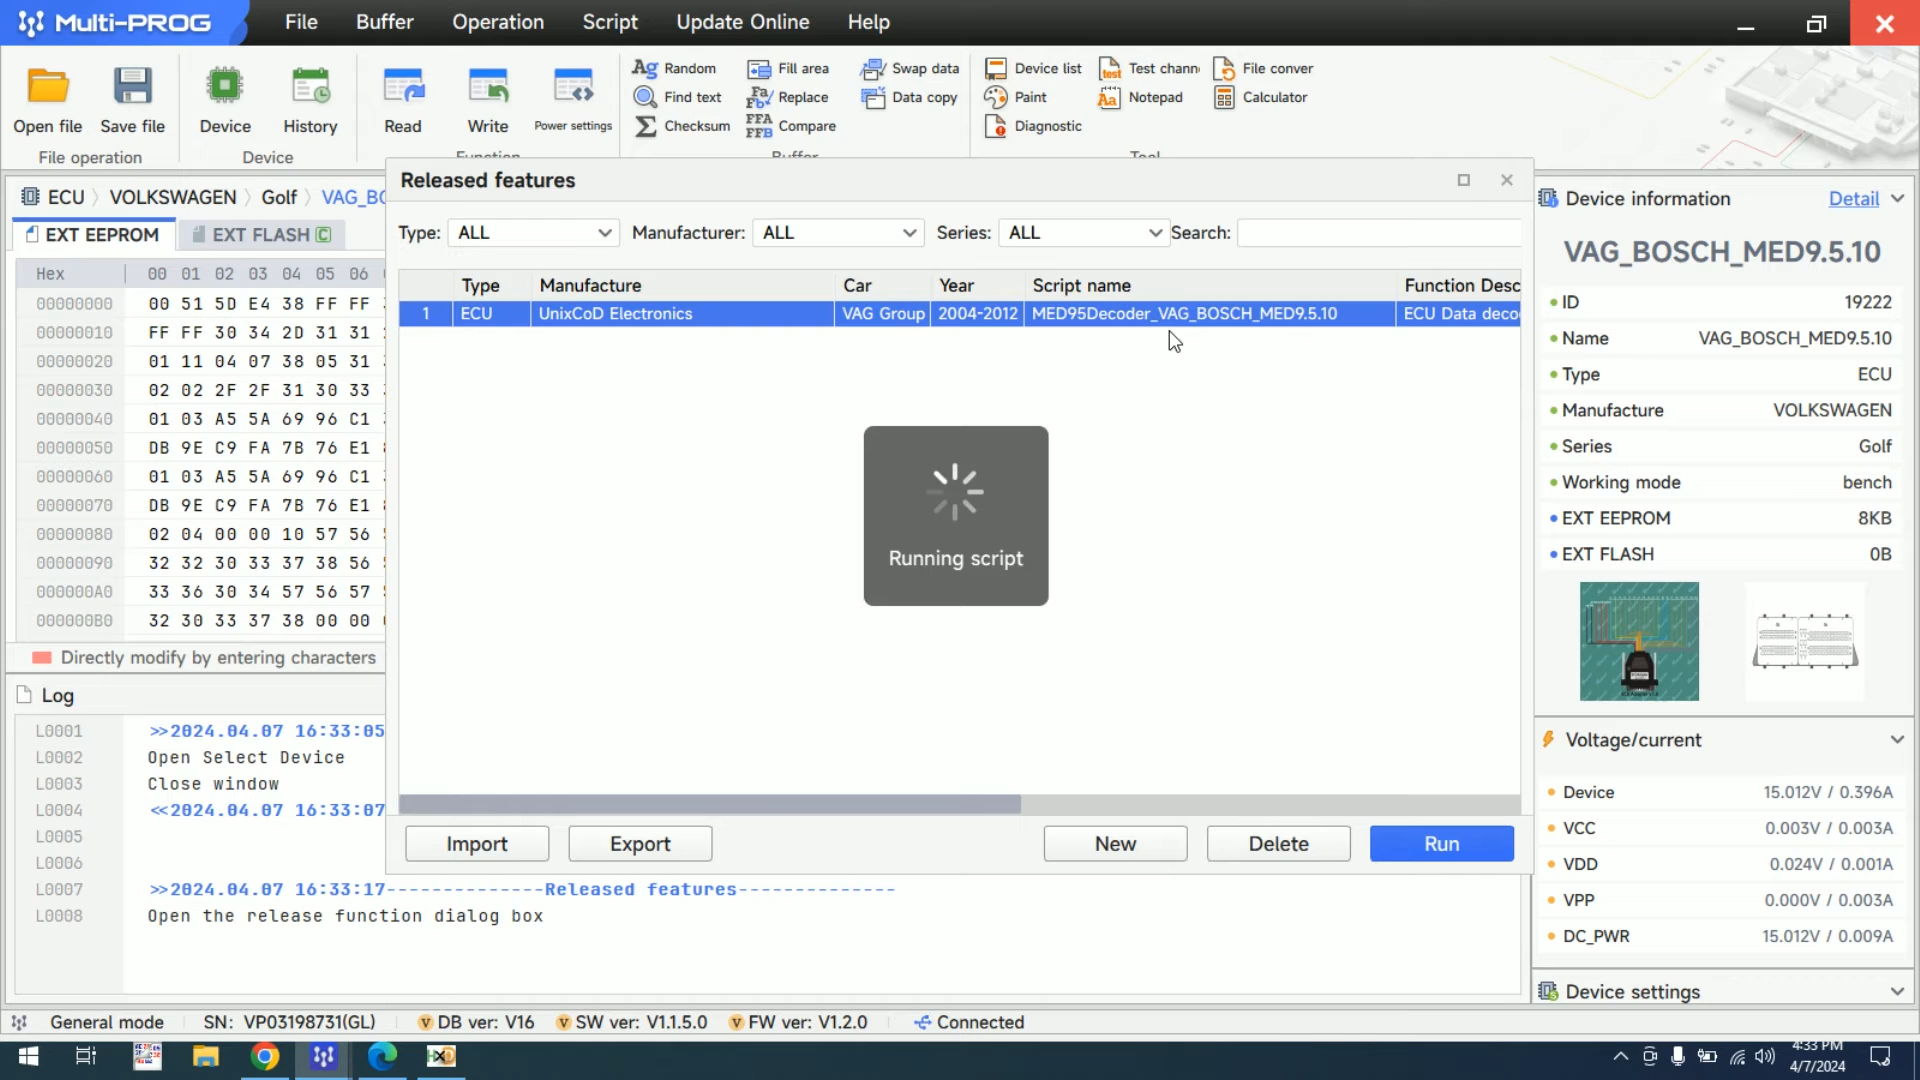 Multi-PROG
File Buffer Operation Script Update Online Help
Random Fill area Swap data Device list Test chann File conver
Find text Replace Data copy Paint Notepad Calculator
Open file Save file Device History Read Write Power settings Checksum Compare Diagnostic
File operation Device Function Buffer Tool
Released features
ECU VOLKSWAGEN Golf VAG_BO
EXT EEPROM EXT FLASH C
Type: ALL Manufacturer: ALL Series: ALL Search:
Type Manufacture Car Year Script name Function Desc
1 ECU UnixCoD Electronics VAG Group 2004-2012 MED95Decoder_VAG_BOSCH_MED9.5.10 ECU Data deco
Hex 00 01 02 03 04 05 06
00000000 00 51 5D E4 38 FF FF
00000010 FF FF 30 34 2D 31 31
00000020 01 11 04 07 38 05 31
00000030 02 02 2F 2F 31 30 33
00000040 01 03 A5 5A 69 96 C1
00000050 DB 9E C9 FA 7B 76 E1
00000060 01 03 A5 5A 69 96 C1
00000070 DB 9E C9 FA 7B 76 E1
00000080 02 04 00 00 10 57 56
00000090 32 32 30 33 37 38 56
000000A0 33 36 30 34 57 56 57
000000B0 32 30 33 37 38 00 00
Running script
Directly modify by entering characters
Import Export New Delete Run
Log
L0001 >>2024.04.07 16:33:05
L0002 Open Select Device
L0003 Close window
L0004 <<2024.04.07 16:33:07
L0005
L0006
L0007 >>2024.04.07 16:33:17--------------Released features--------------
L0008 Open the release function dialog box
Device information Detail
VAG_BOSCH_MED9.5.10
ID 19222
Name VAG_BOSCH_MED9.5.10
Type ECU
Manufacture VOLKSWAGEN
Series Golf
Working mode bench
EXT EEPROM 8KB
EXT FLASH 0B
Voltage/current
Device 15.012V / 0.396A
VCC 0.003V / 0.003A
VDD 0.024V / 0.001A
VPP 0.000V / 0.003A
DC_PWR 15.012V / 0.009A
Device settings
General mode SN: VP03198731(GL) DB ver: V16 SW ver: V1.1.5.0 FW ver: V1.2.0 Connected
4:33 PM
4/7/2024